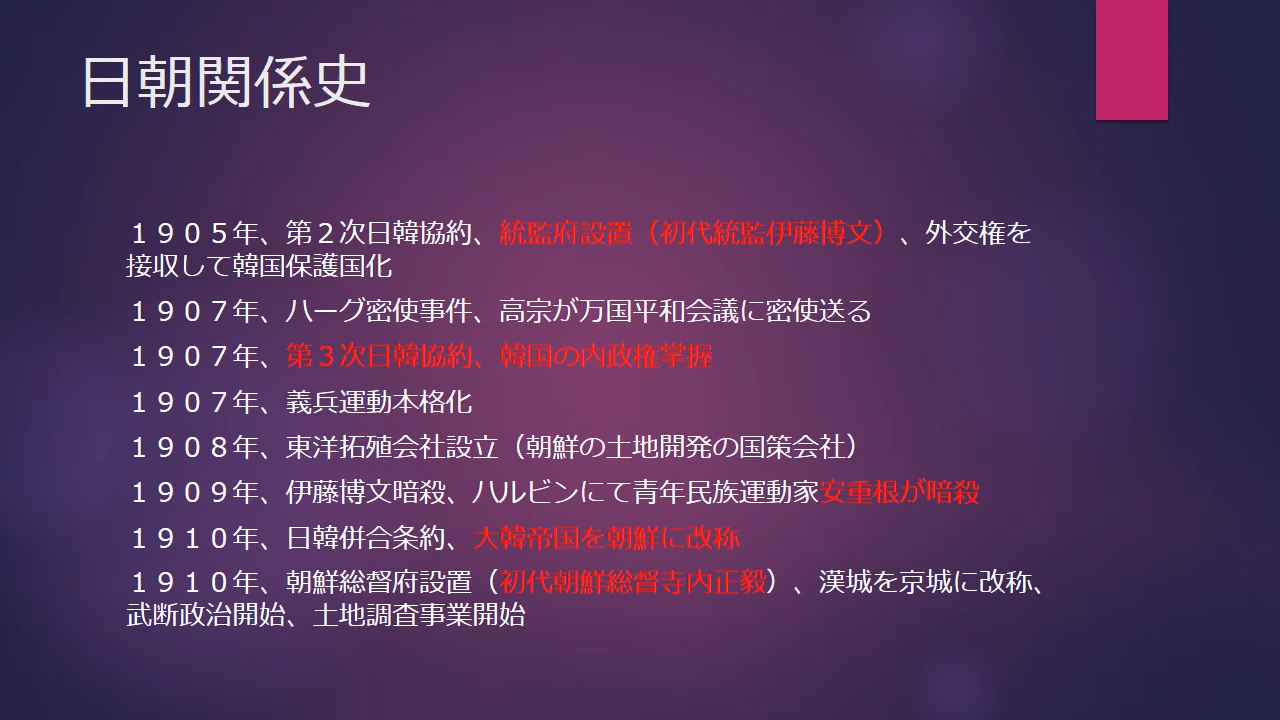 日朝関係史
１９０５年、第２次日韓協約、統監府設置（初代統監伊藤博文）、外交権を
接収して韓国保護国化
１９０７年、ハーグ密使事件、高宗が万国平和会議に密使送る
１９０７年、第３次日韓協約、韓国の内政権掌握
１９０７年、義兵運動本格化
１９０８年、東洋拓殖会社設立（朝鮮の土地開発の国策会社）
１９０９年、伊藤博文暗殺、ハルビンにて青年民族運動家安重根が暗殺
１９１０年、日韓併合条約、大韓帝国を朝鮮に改称
１９１０年、朝鮮総督府設置（初代朝鮮総督寺内正毅）、漢城を京城に改称、
武断政治開始、土地調査事業開始